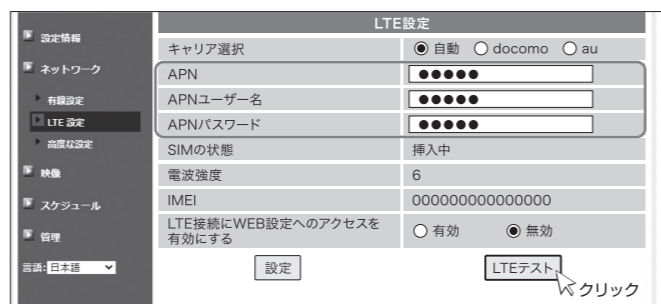 設定情報
ネットワーク
有線設定
LTE 設定
高度な設定
映像
スケジュール
管理
言語: 日本語
LTE設定
キャリア選択 自動 docomo au
APN ●●●●●
APNユーザー名 ●●●●●
APNパスワード ●●●●●
SIMの状態 挿入中
電波強度 6
IMEI 000000000000000
LTE接続にWEB設定へのアクセスを
有効にする 有効 無効
設定 LTEテスト
クリック